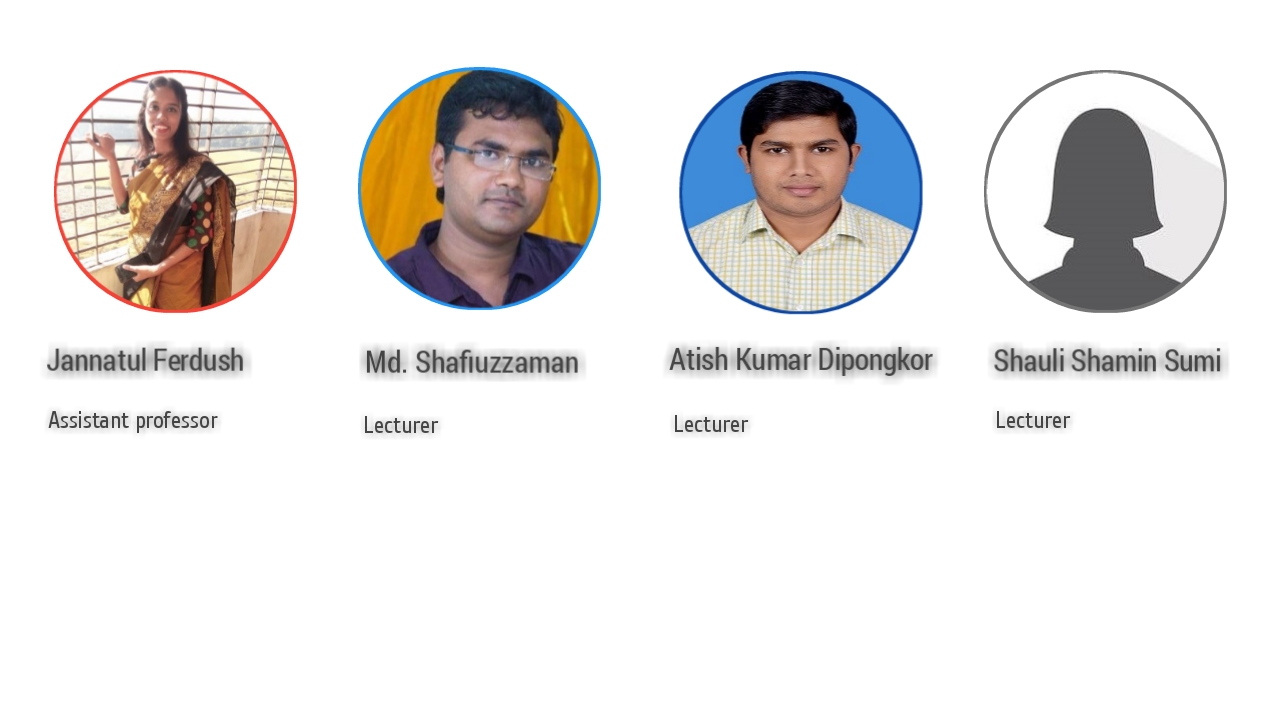 Jannatul Ferdush
Assistant professor
Md. Shafiuzzaman
Lecturer
Atish Kumar Dipongkor
Lecturer
Shauli Shamin Sumi
Lecturer